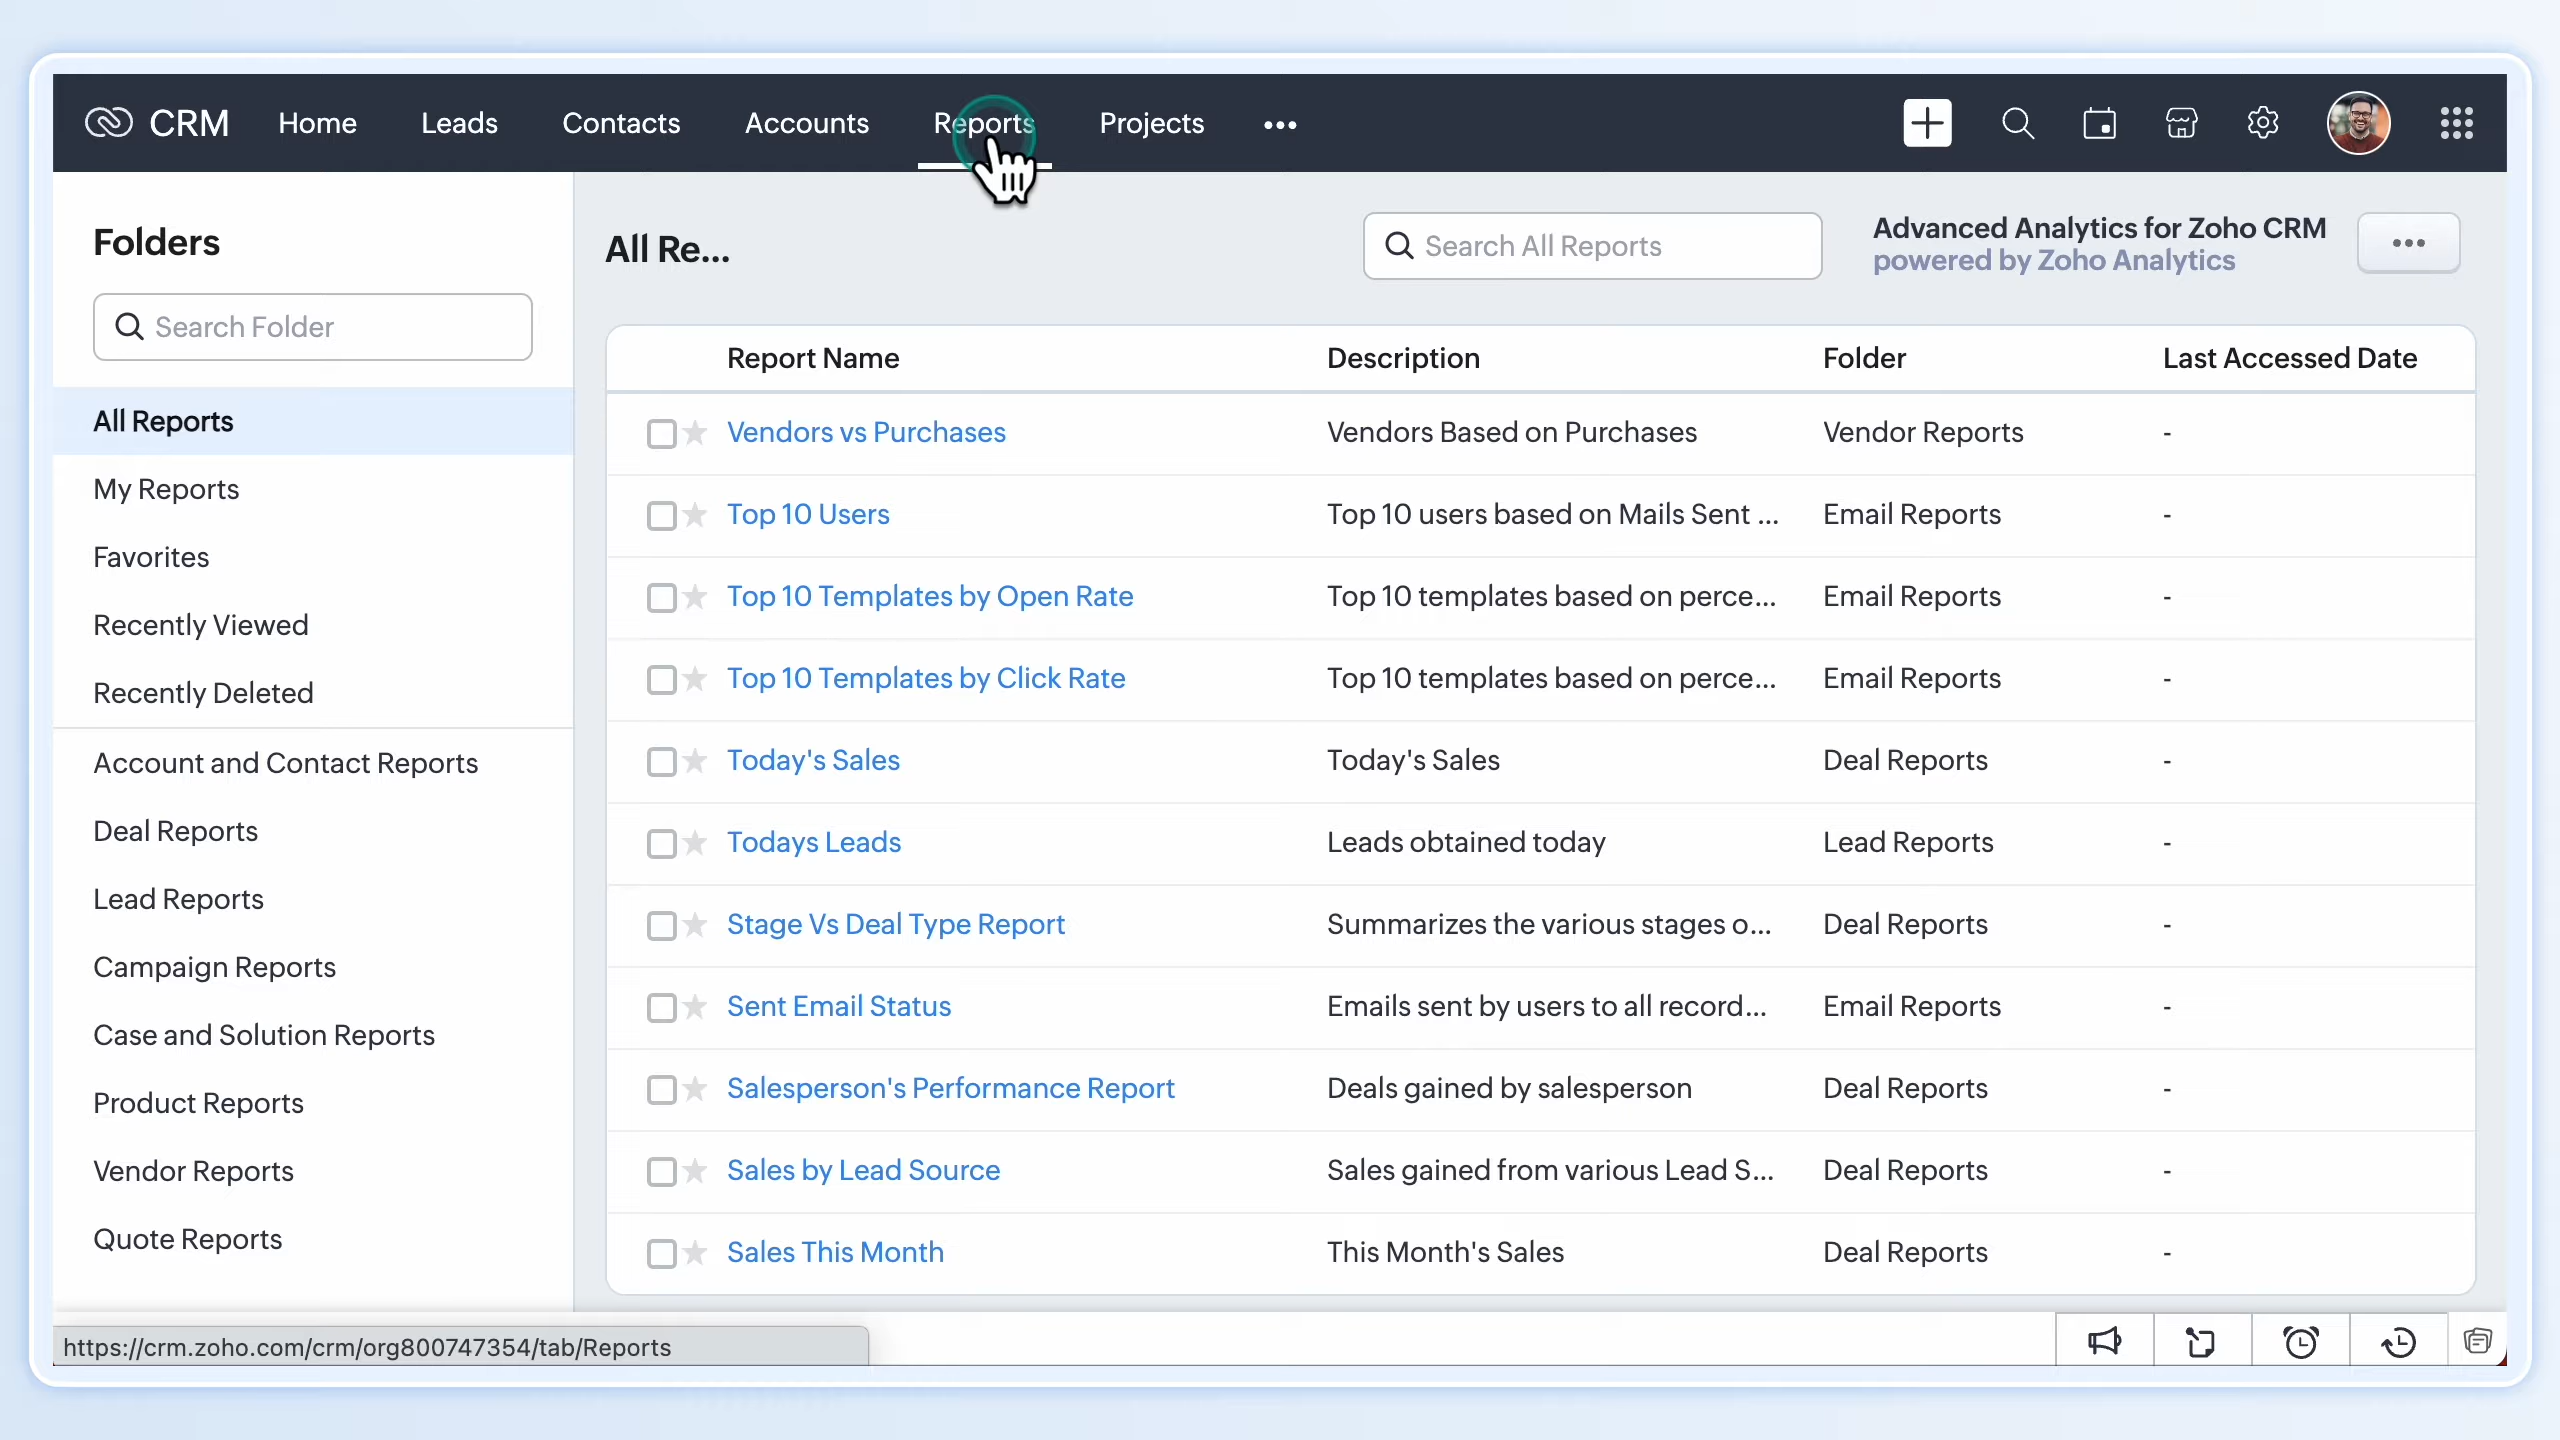 CRM Home Leads Contacts Accounts Reports Projects
Folders
Search Folder
All Reports
My Reports
Favorites
Recently Viewed
Recently Deleted
Account and Contact Reports
Deal Reports
Lead Reports
Campaign Reports
Case and Solution Reports
Product Reports
Vendor Reports
Quote Reports
All Re...
Search All Reports
Advanced Analytics for Zoho CRM
powered by Zoho Analytics
Report Name Description Folder Last Accessed Date
Vendors vs Purchases Vendors Based on Purchases Vendor Reports -
Top 10 Users Top 10 users based on Mails Sent ... Email Reports -
Top 10 Templates by Open Rate Top 10 templates based on perce... Email Reports -
Top 10 Templates by Click Rate Top 10 templates based on perce... Email Reports -
Today's Sales Today's Sales Deal Reports -
Todays Leads Leads obtained today Lead Reports -
Stage Vs Deal Type Report Summarizes the various stages o... Deal Reports -
Sent Email Status Emails sent by users to all record... Email Reports -
Salesperson's Performance Report Deals gained by salesperson Deal Reports -
Sales by Lead Source Sales gained from various Lead S... Deal Reports -
Sales This Month This Month's Sales Deal Reports -
https://crm.zoho.com/crm/org800747354/tab/Reports